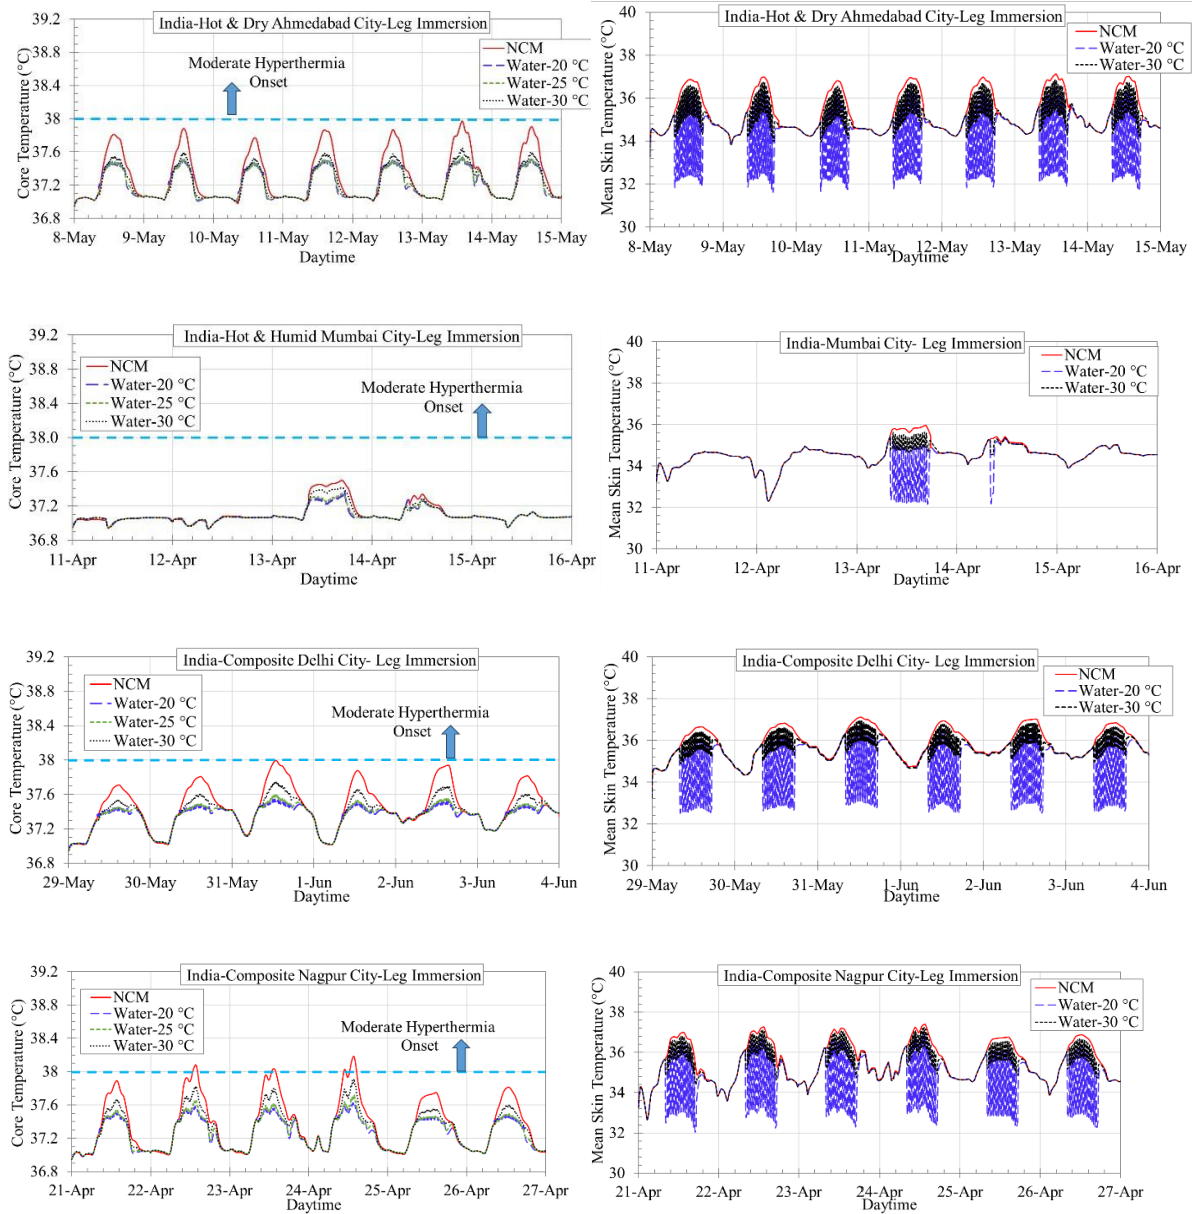 India-Hot & Dry Ahmedabad City-Leg Immersion
Core Temperature (°C)
39.2
38.8
38.4
38
37.6
37.2
36.8
Moderate Hyperthermia
Onset
NCM
Water-20 °C
Water-25 °C
Water-30 °C
8-May
9-May
10-May
11-May
12-May
13-May
14-May
15-May
Daytime
India-Hot & Dry Ahmedabad City-Leg Immersion
Mean Skin Temperature (°C)
40
38
36
34
32
30
NCM
Water-20 °C
Water-30 °C
8-May
9-May
10-May
11-May
12-May
13-May
14-May
15-May
Daytime
India-Hot & Humid Mumbai City-Leg Immersion
Core Temperature (°C)
39.2
38.8
38.4
38.0
37.6
37.2
36.8
NCM
Water-20 °C
Water-25 °C
Water-30 °C
Moderate Hyperthermia
Onset
11-Apr
12-Apr
13-Apr
14-Apr
15-Apr
16-Apr
Daytime
India-Mumbai City- Leg Immersion
Mean Skin Temperature (°C)
40
38
36
34
32
30
NCM
Water-20 °C
Water-30 °C
11-Apr
12-Apr
13-Apr
14-Apr
15-Apr
16-Apr
Daytime
India-Composite Delhi City- Leg Immersion
Core Temperature (°C)
39.2
38.8
38.4
38
37.6
37.2
36.8
NCM
Water-20 °C
Water-25 °C
Water-30 °C
Moderate Hyperthermia
Onset
29-May
30-May
31-May
1-Jun
2-Jun
3-Jun
4-Jun
Daytime
India-Composite Delhi City- Leg Immersion
Mean Skin Temperature (°C)
40
38
36
34
32
30
NCM
Water-20 °C
Water-30 °C
29-May
30-May
31-May
1-Jun
2-Jun
3-Jun
4-Jun
Daytime
India-Composite Nagpur City-Leg Immersion
Core Temperature (°C)
39.2
38.8
38.4
38
37.6
37.2
36.8
NCM
Water-20 °C
Water-25 °C
Water-30 °C
Moderate Hyperthermia
Onset
21-Apr
22-Apr
23-Apr
24-Apr
25-Apr
26-Apr
27-Apr
Daytime
India-Composite Nagpur City-Leg Immersion
Mean Skin Temperature (°C)
40
38
36
34
32
30
NCM
Water-20 °C
Water-30 °C
21-Apr
22-Apr
23-Apr
24-Apr
25-Apr
26-Apr
27-Apr
Daytime